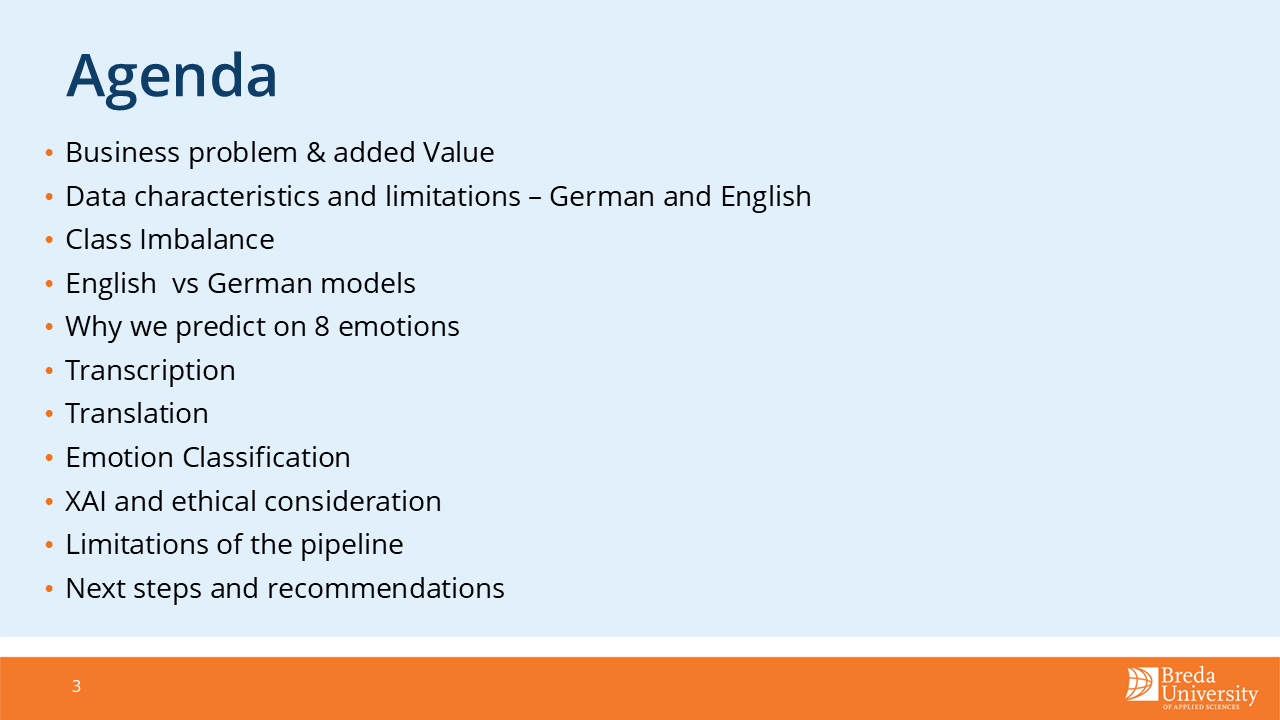 Agenda
• Business problem & added Value
• Data characteristics and limitations – German and English
• Class Imbalance
• English  vs German models
• Why we predict on 8 emotions
• Transcription
• Translation
• Emotion Classification
• XAI and ethical consideration
• Limitations of the pipeline
• Next steps and recommendations
3
Breda
University
OF APPLIED SCIENCES